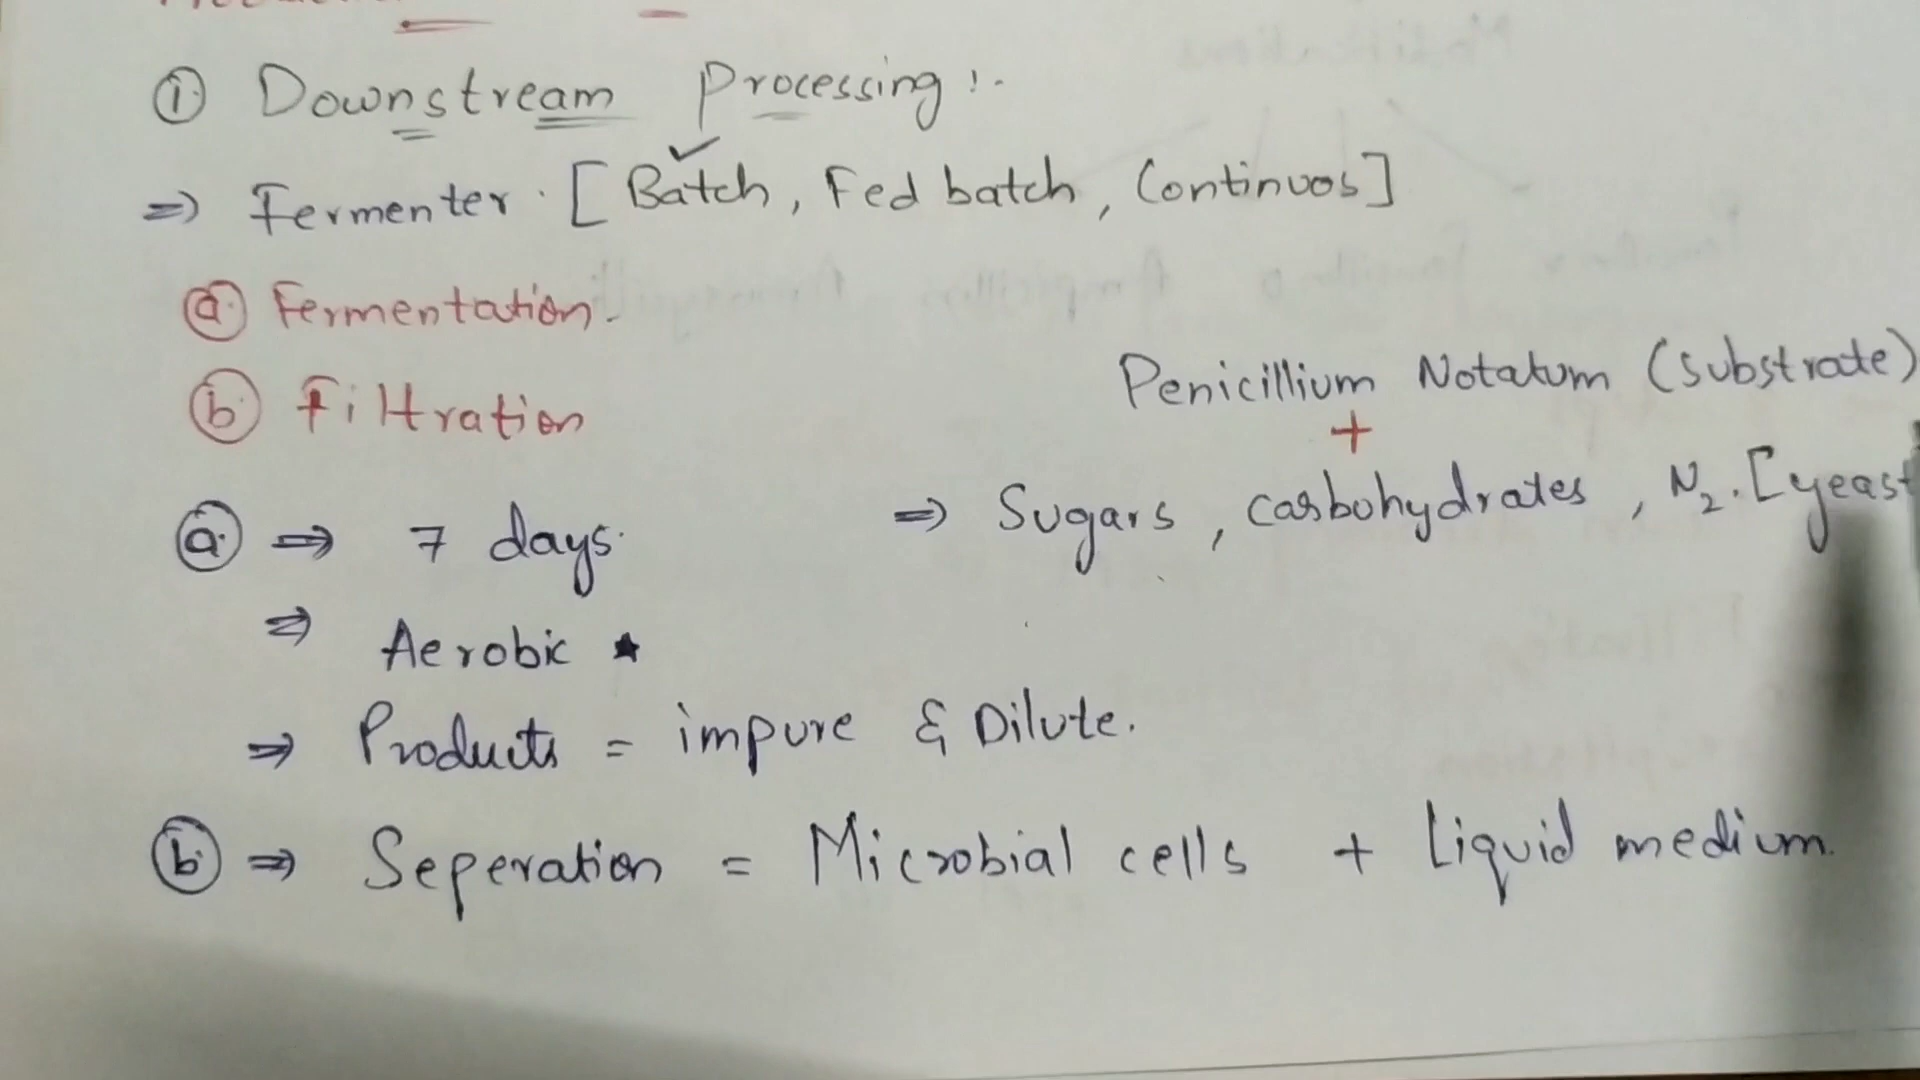 ① Downstream Processing :-
=> Fermenter. [Batch, Fed batch, Continuos]
ⓐ Fermentation.
ⓑ Filtration
Penicillium Notatum (substrate)
+
=> Sugars, carbohydrates, N₂. [yeast
ⓐ => 7 days.
=> Aerobic ★
=> Products = impure & Dilute.
ⓑ => Seperation = Microbial cells + liquid medium.